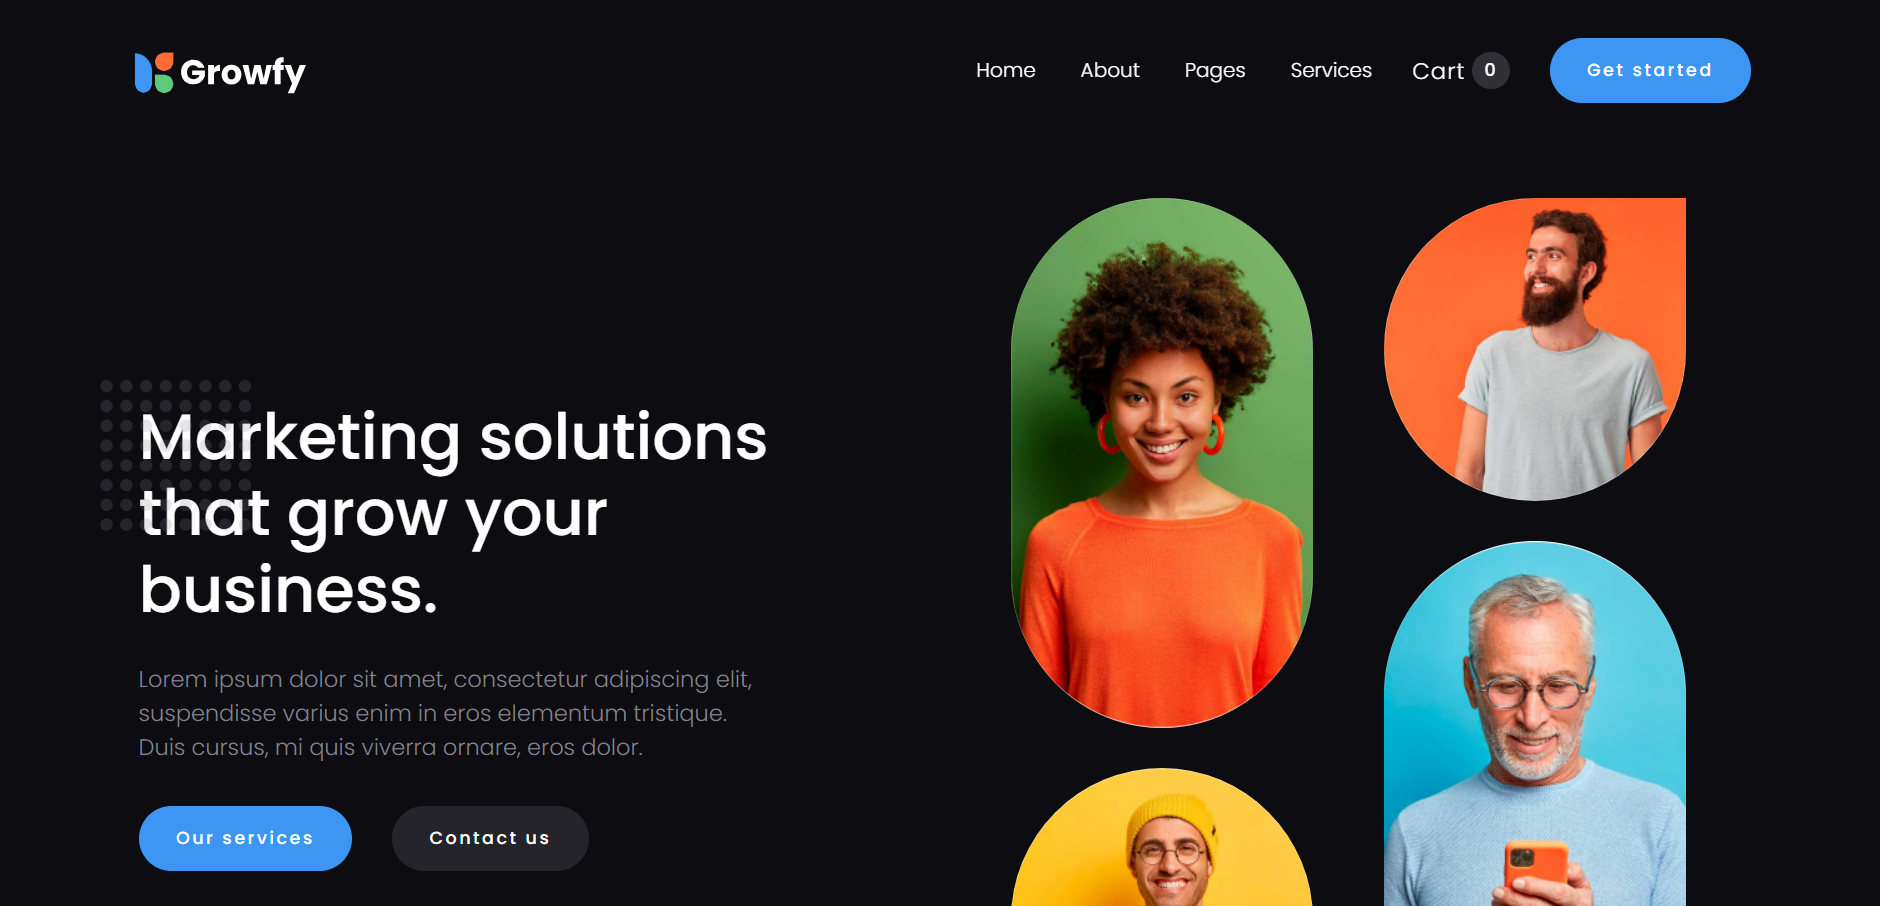 Growfy
Home About Pages Services Cart 0 Get started
Marketing solutions
that grow your
business.
Lorem ipsum dolor sit amet, consectetur adipiscing elit,
suspendisse varius enim in eros elementum tristique.
Duis cursus, mi quis viverra ornare, eros dolor.
Our services Contact us